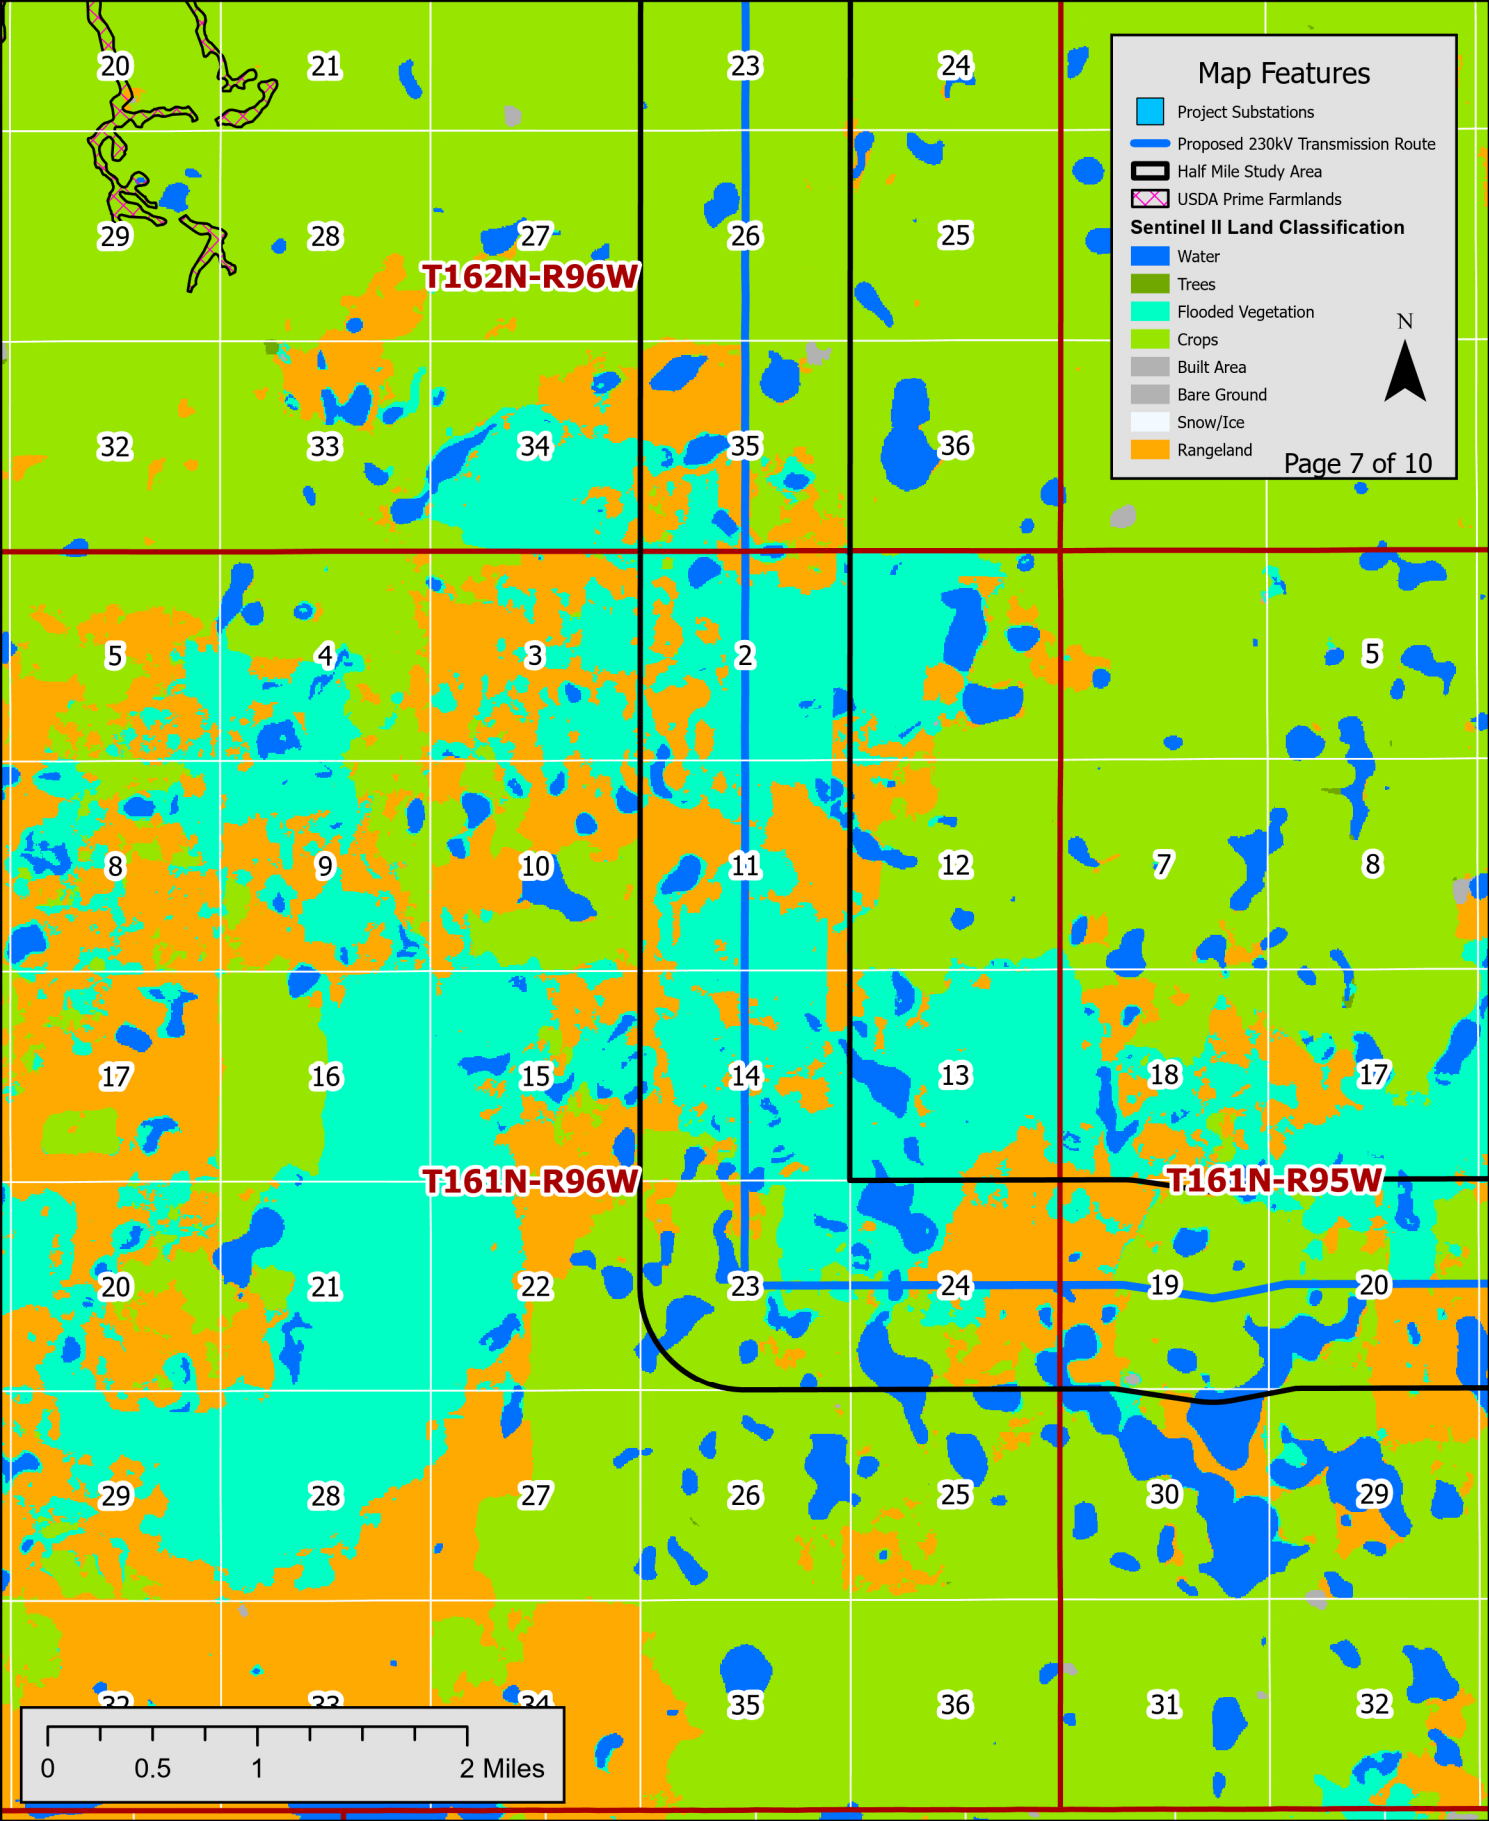 20 21 23 24
29 28 27 26 25
T162N-R96W
32 33 34 35 36
5 4 3 2 5
8 9 10 11 12 7 8
17 16 15 14 13 18 17
T161N-R96W T161N-R95W
20 21 22 23 24 19 20
29 28 27 26 25 30 29
32 33 34 35 36 31 32
Map Features
Project Substations
Proposed 230kV Transmission Route
Half Mile Study Area
USDA Prime Farmlands
Sentinel II Land Classification
Water
Trees
Flooded Vegetation
Crops
Built Area
Bare Ground
Snow/Ice
Rangeland
N
Page 7 of 10
0 0.5 1 2 Miles